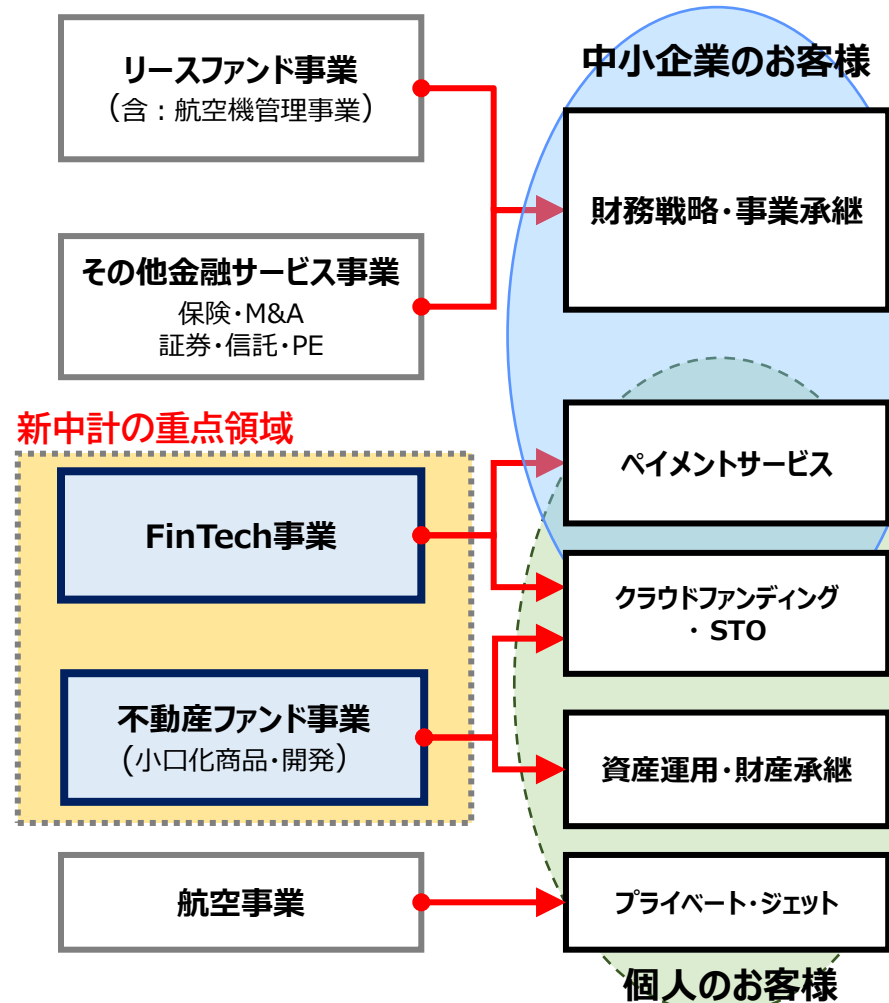 リースファンド事業
（含：航空機管理事業）
その他金融サービス事業
保険・M&A
証券・信託・PE
新中計の重点領域
FinTech事業
不動産ファンド事業
(小口化商品・開発）
航空事業
中小企業のお客様
財務戦略・事業承継
ペイメントサービス
クラウドファンディング
・ STO
資産運用・財産承継
プライベート・ジェット
個人のお客様